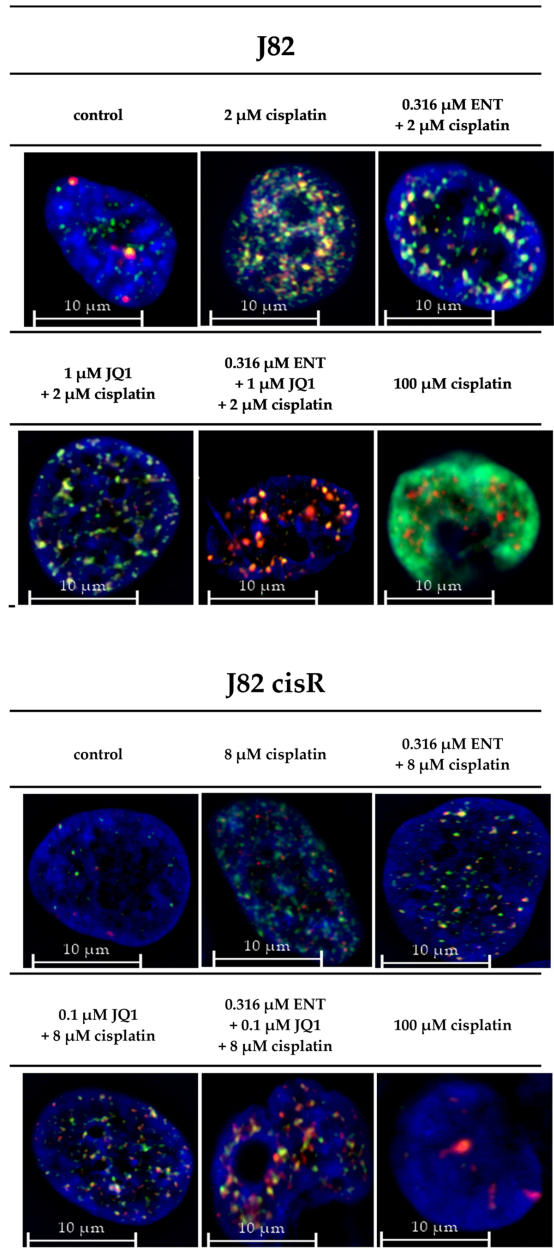 J82
control
2 µM cisplatin
0.316 µM ENT
+ 2 µM cisplatin
10 µm
10 µm
10 µm
1 µM JQ1
+ 2 µM cisplatin
0.316 µM ENT
+ 1 µM JQ1
+ 2 µM cisplatin
100 µM cisplatin
10 µm
10 µm
10 µm
J82 cisR
control
8 µM cisplatin
0.316 µM ENT
+ 8 µM cisplatin
10 µm
10 µm
10 µm
0.1 µM JQ1
+ 8 µM cisplatin
0.316 µM ENT
+ 0.1 µM JQ1
+ 8 µM cisplatin
100 µM cisplatin
10 µm
10 µm
10 µm